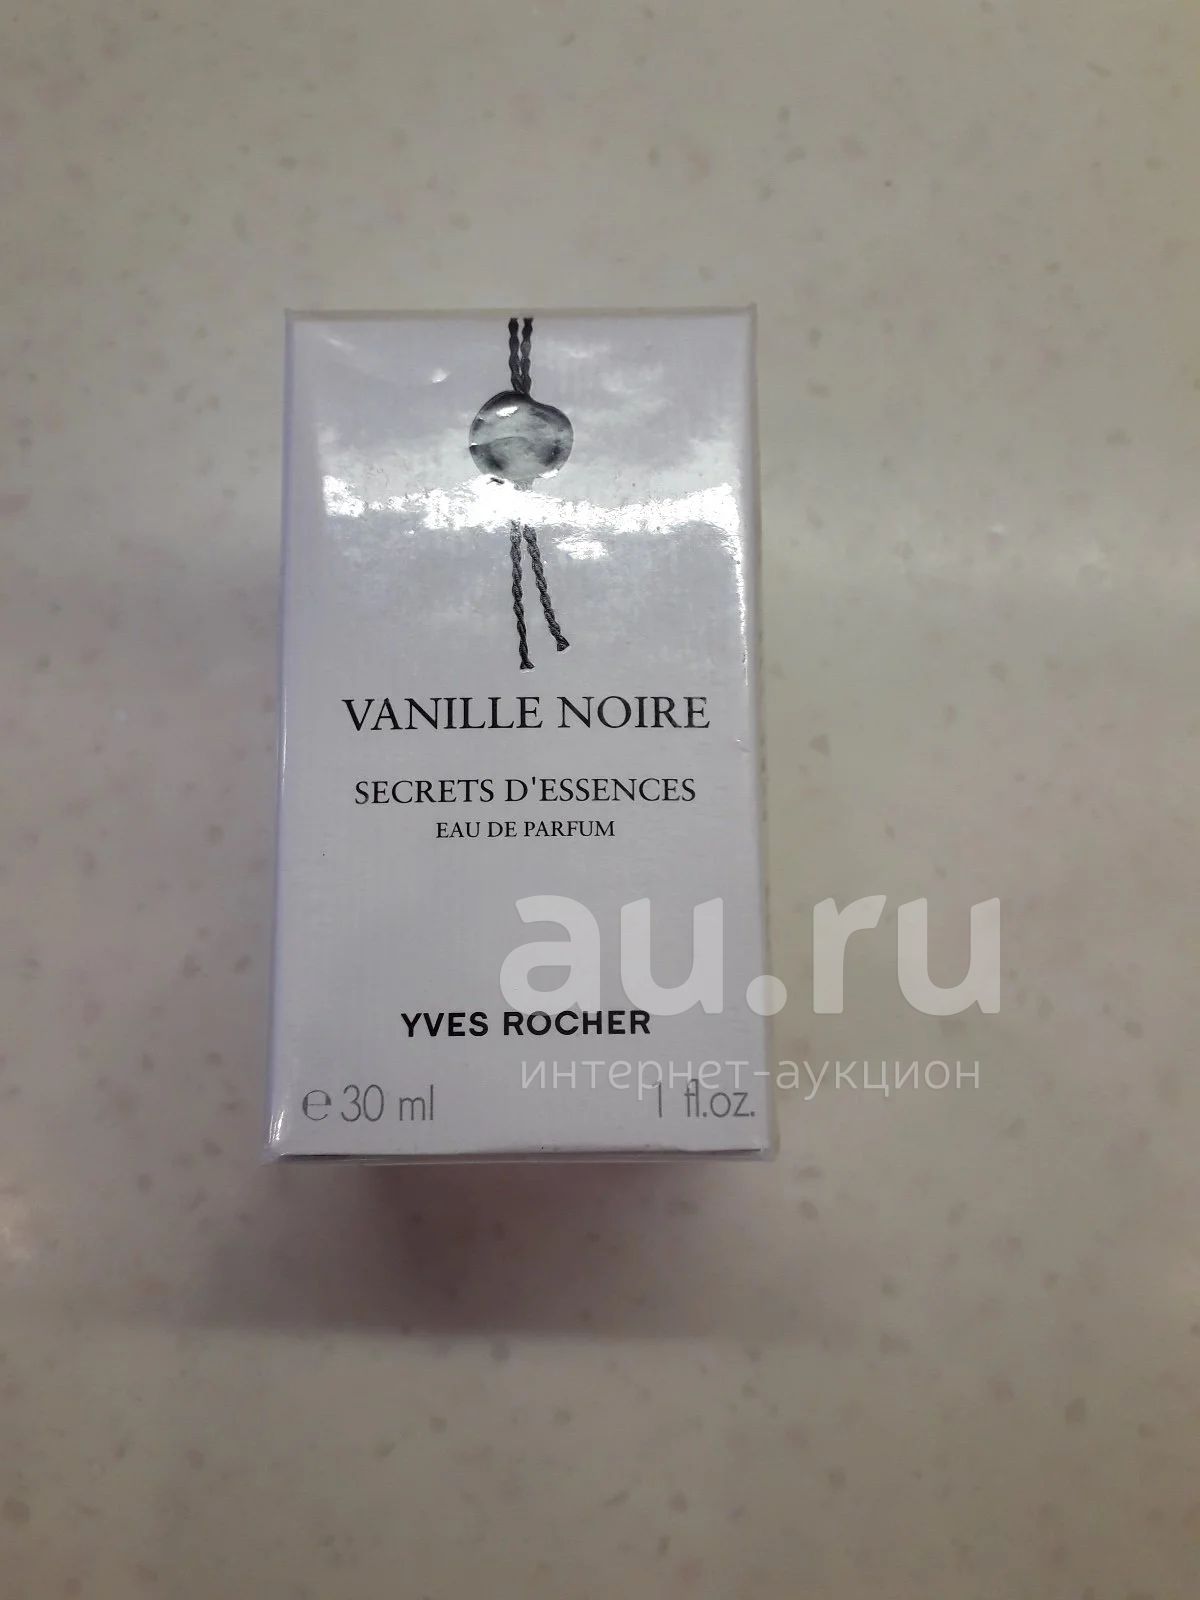 VANILLE NOIRE
SECRETS D'ESSENCES
EAU DE PARFUM
au.ru
YVES ROCHER
интернет-аукцион
℮ 30 ml 1 fl.oz.